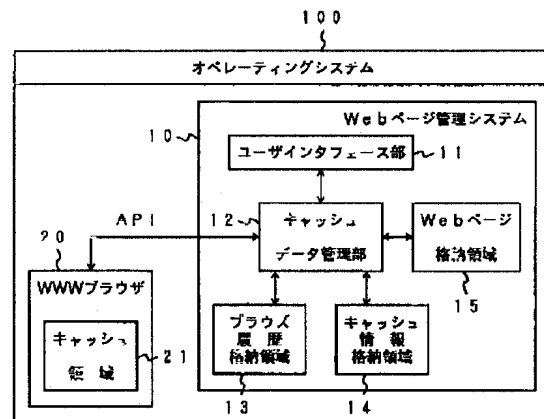 100
オペレーティングシステム
Webページ管理システム
10
ユーザインタフェース部
11
API
12
キャッシュ
データ管理部
Webページ
格納領域
15
20
WWWブラウザ
キャッシュ
領域
21
ブラウズ
履歴
格納領域
13
キャッシュ
情報
格納領域
14